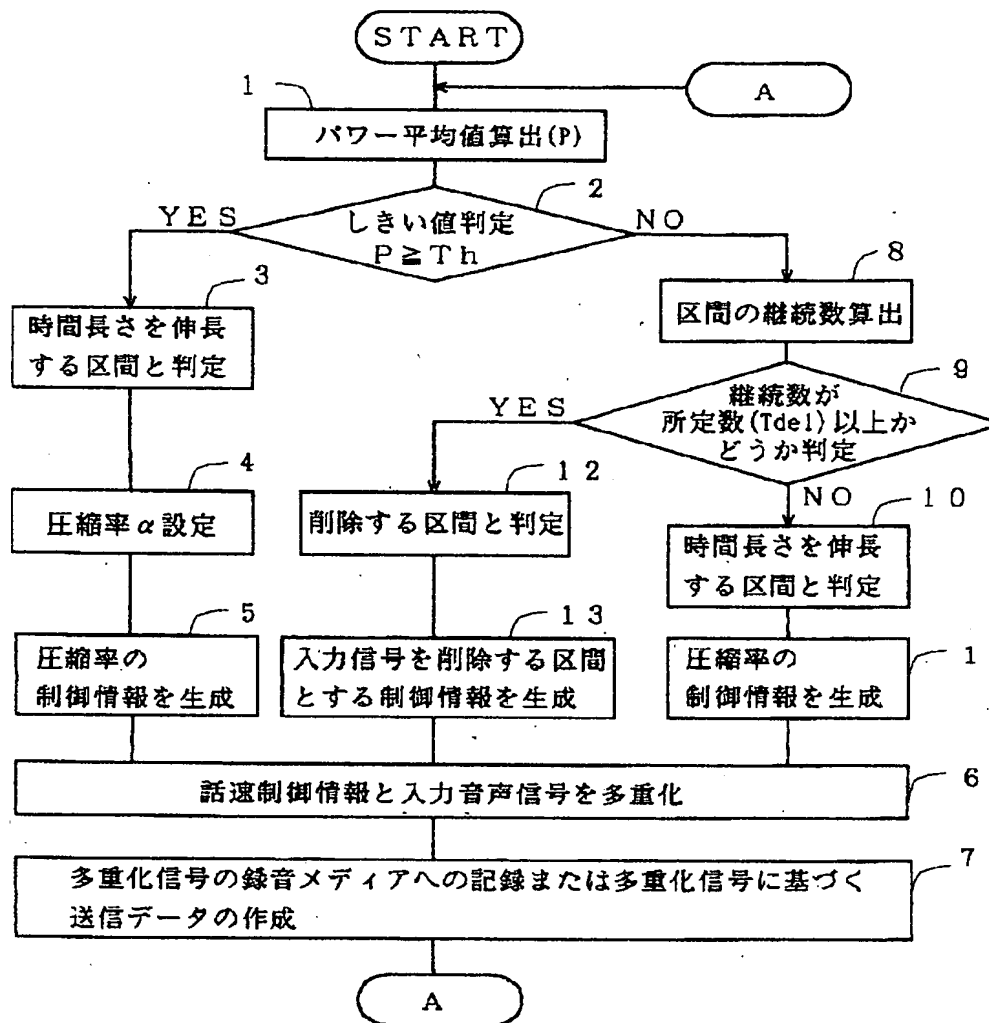 START
A
1
パワー平均値算出(P)
2
YES
しきい値判定
P≧Th
NO
3
時間長さを伸長
する区間と判定
8
区間の継続数算出
9
YES
継続数が
所定数(Tdel)以上か
どうか判定
NO
4
圧縮率α設定
12
削除する区間と判定
10
時間長さを伸長
する区間と判定
5
圧縮率の
制御情報を生成
13
入力信号を削除する区間
とする制御情報を生成
1
圧縮率の
制御情報を生成
6
話速制御情報と入力音声信号を多重化
7
多重化信号の録音メディアへの記録または多重化信号に基づく
送信データの作成
A